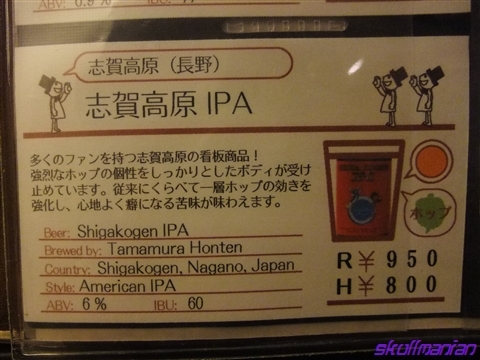 ABV: 0.9%
志賀高原（長野）
志賀高原 IPA
多くのファンを持つ志賀高原の看板商品！
強烈なホップの個性をしっかりとしたボディが受け
止めています。従来にくらべて一層ホップの効きを
強化し、心地よく癖になる苦味が味わえます。
ホップ
Beer: Shigakogen IPA
Brewed by: Tamamura Honten
Country: Shigakogen, Nagano, Japan
Style: American IPA
ABV: 6% IBU: 60
R ¥ 950
H ¥ 800
skuffmanian